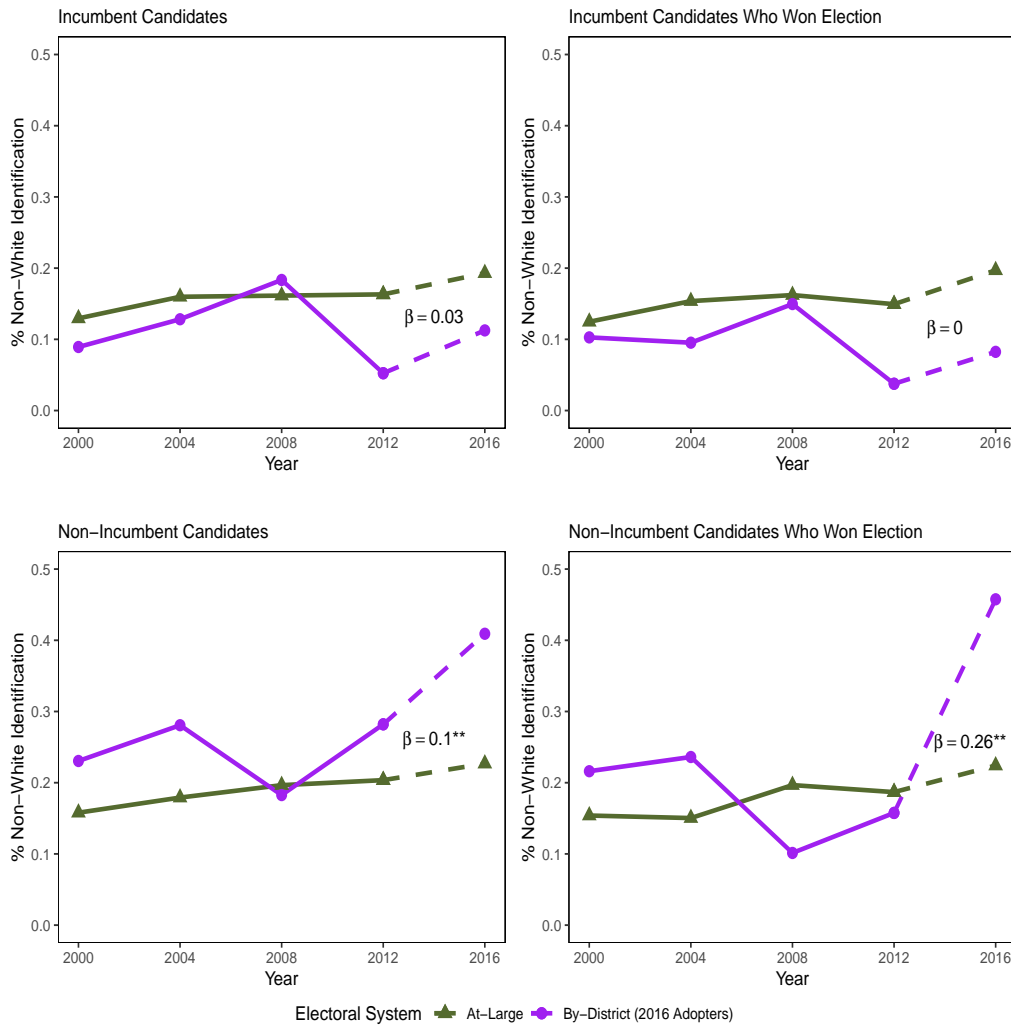 Incumbent Candidates
% Non−White Identification
0.5
0.4
0.3
0.2
0.1
0.0
β = 0.03
2000 2004 2008 2012 2016
Year
Incumbent Candidates Who Won Election
% Non−White Identification
0.5
0.4
0.3
0.2
0.1
0.0
β = 0
2000 2004 2008 2012 2016
Year
Non−Incumbent Candidates
% Non−White Identification
0.5
0.4
0.3
0.2
0.1
0.0
β = 0.1**
2000 2004 2008 2012 2016
Year
Non−Incumbent Candidates Who Won Election
% Non−White Identification
0.5
0.4
0.3
0.2
0.1
0.0
β = 0.26**
2000 2004 2008 2012 2016
Year
Electoral System At−Large By−District (2016 Adopters)